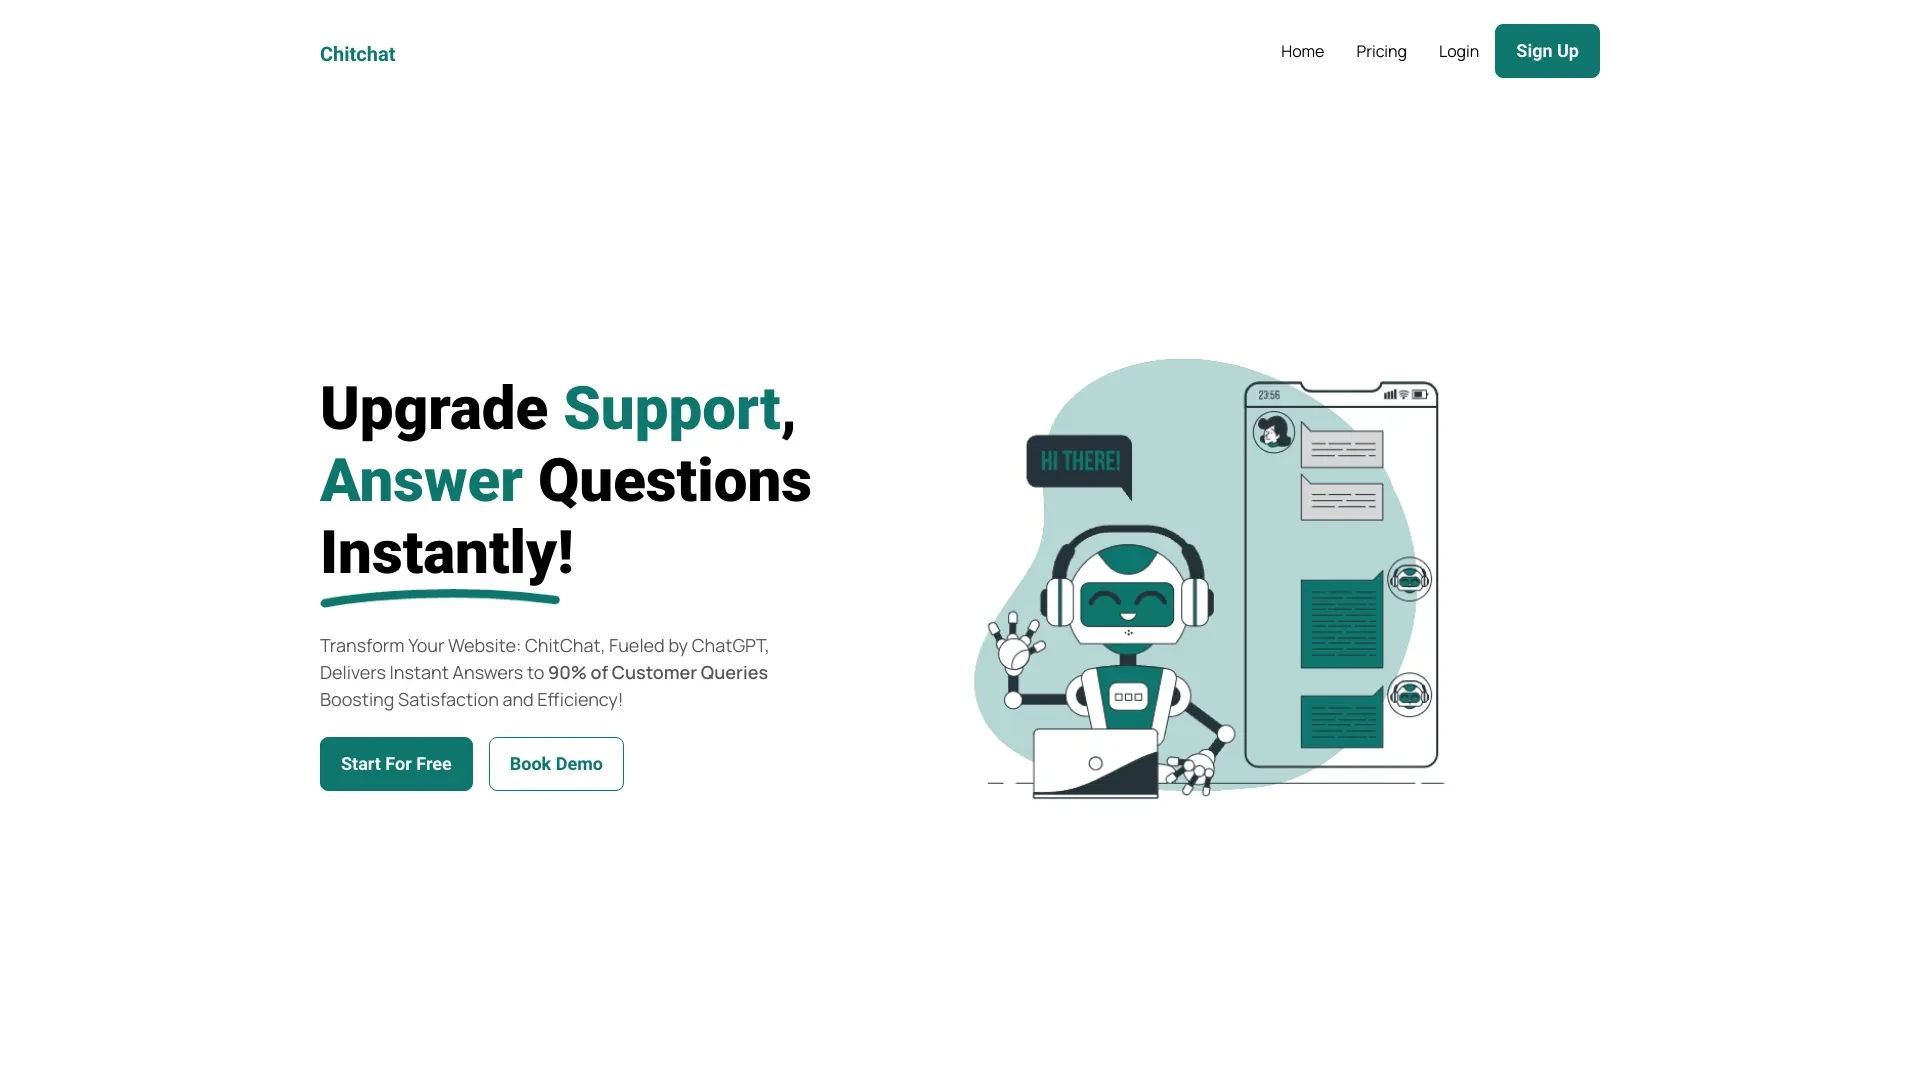 Chitchat
Home
Pricing
Login
Sign Up
Upgrade Support,
Answer Questions
Instantly!
Transform Your Website: ChitChat, Fueled by ChatGPT,
Delivers Instant Answers to 90% of Customer Queries
Boosting Satisfaction and Efficiency!
Start For Free
Book Demo
HI THERE!
23:56